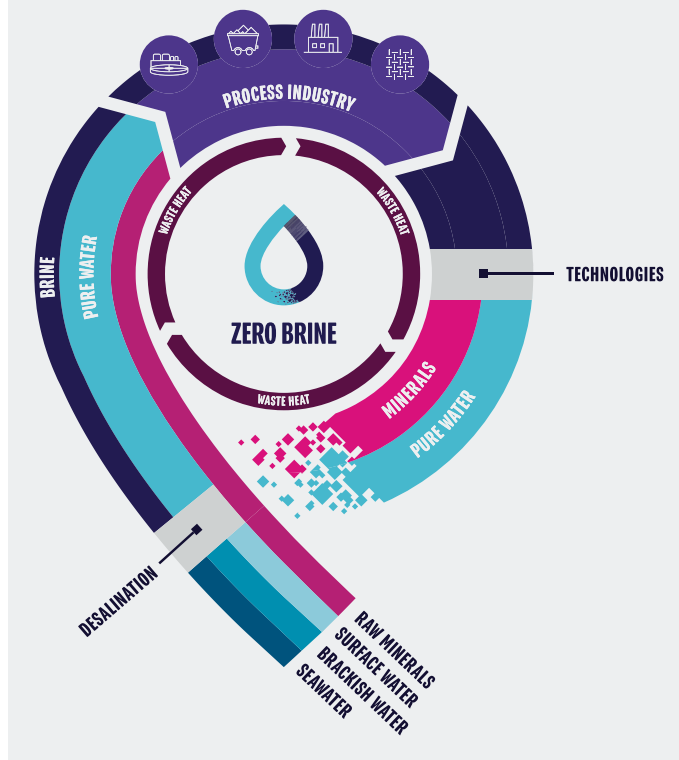 PROCESS INDUSTRY
WASTE HEAT
WASTE HEAT
BRINE
PURE WATER
TECHNOLOGIES
ZERO BRINE
WASTE HEAT
MINERALS
PURE WATER
DESALINATION
RAW MINERALS
SURFACE WATER
BRACKISH WATER
SEAWATER